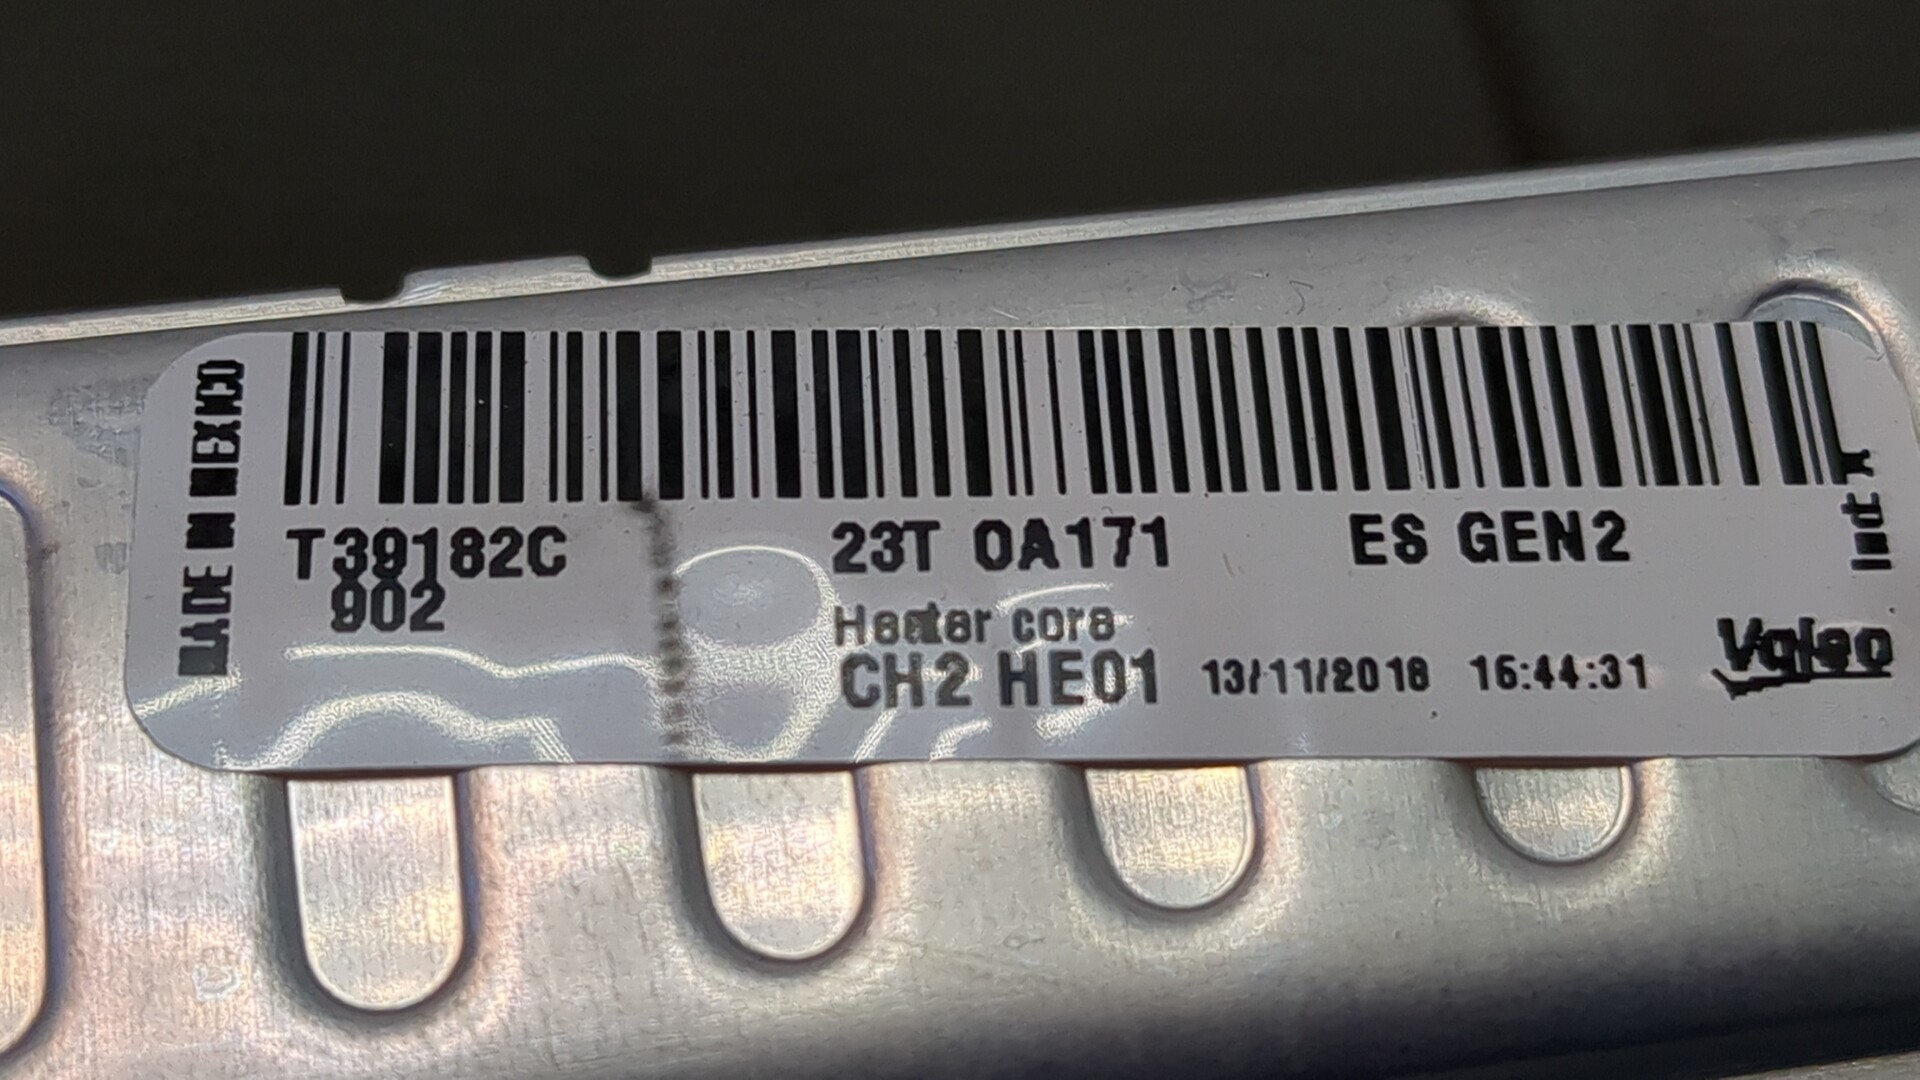 MADE IN MEXICO
T39182C
902
23T 0A171
ES GEN2
Heater core
CH2 HE01
13/11/2018 16:44:31
Valeo
Ind X